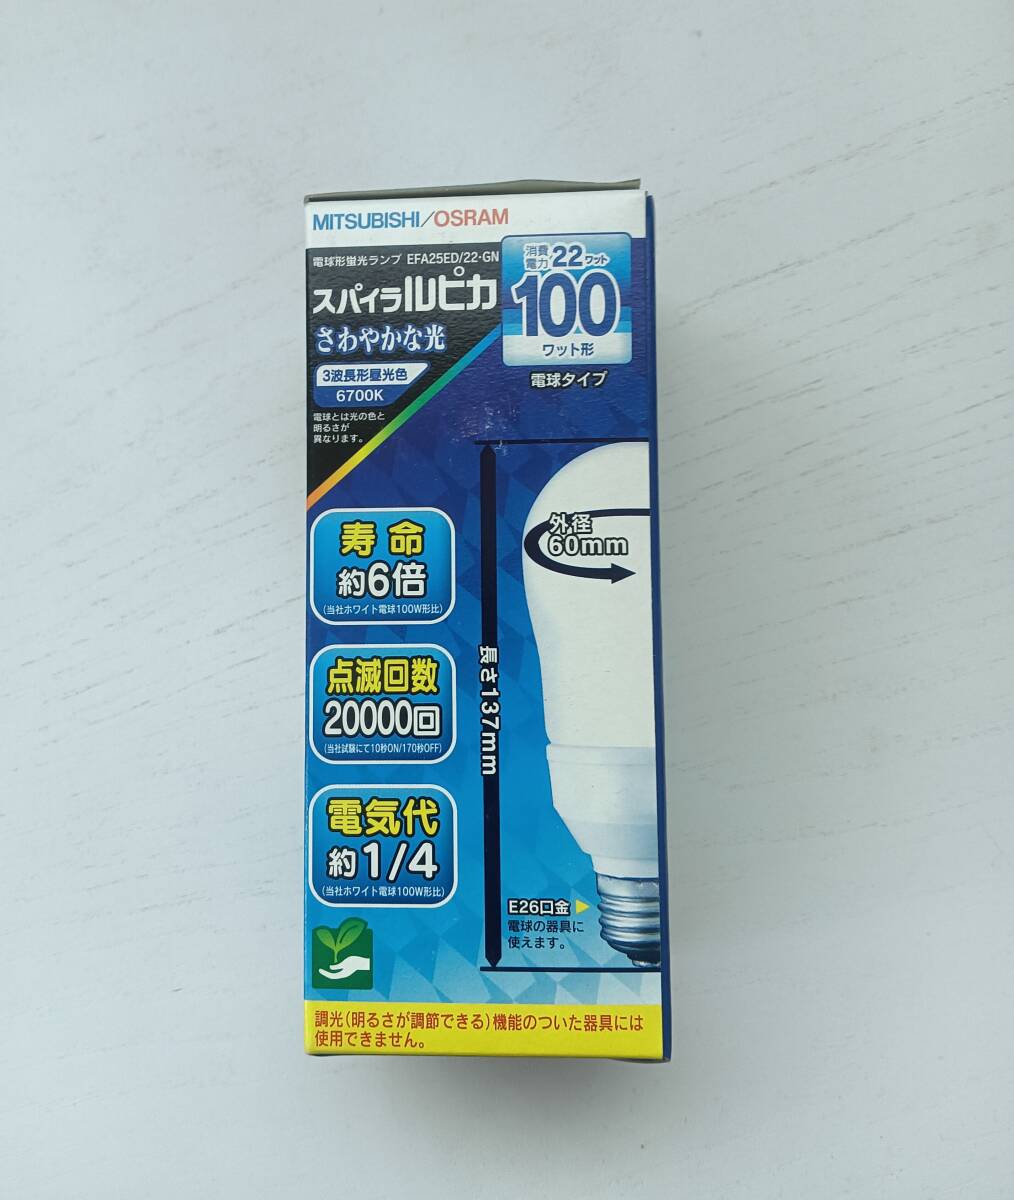 MITSUBISHI/OSRAM
電球形蛍光ランプ EFA25ED/22·GN
スパイラルピカ
さわやかな光
3波長形昼光色
6700K
電球とは光の色と
明るさが
異なります。
消費
電力 22ワット
100
ワット形
電球タイプ
外径
60mm
長さ137mm
寿命
約6倍
(当社ホワイト電球100W形比)
点滅回数
20000回
(当社試験にて10秒ON/170秒OFF)
電気代
約1/4
(当社ホワイト電球100W形比)
E26口金
電球の器具に
使えます。
調光(明るさが調節できる)機能のついた器具には
使用できません。